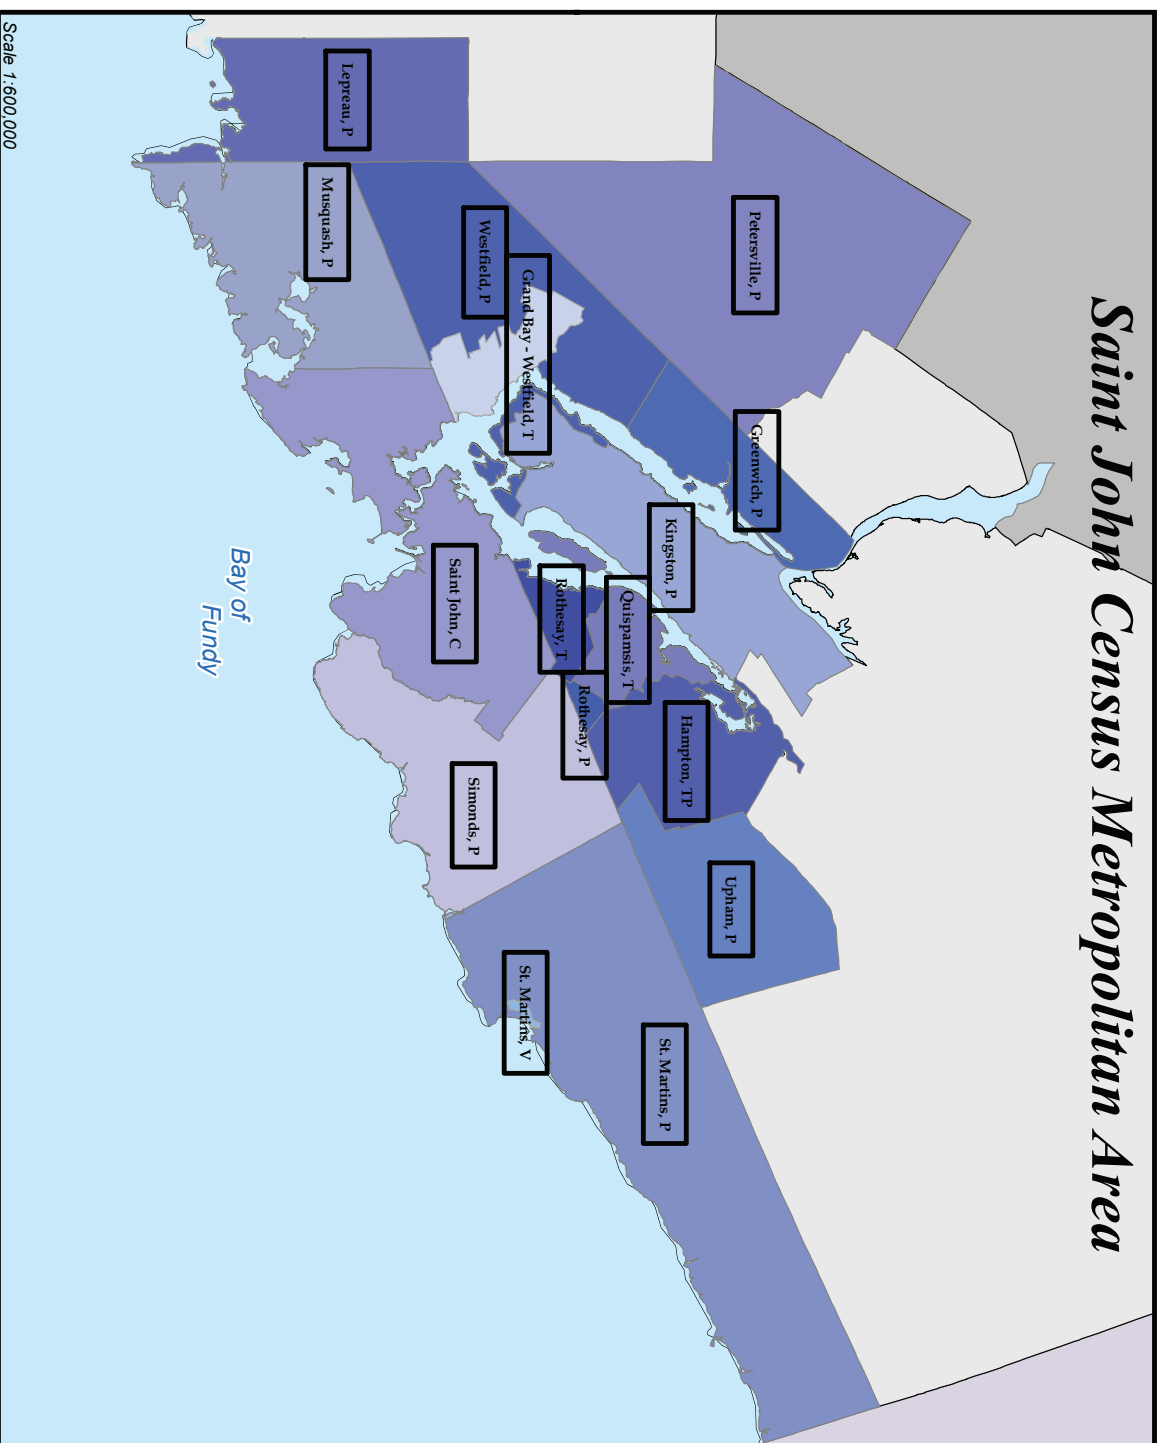 Saint John Census Metropolitan Area
Petersville, P
Greenwich, P
Lepreau, P
Musquash, P
Westfield, P
Grand Bay - Westfield, T
Kingston, P
Quispamsis, T
Rothesay, T
Rothesay, P
Hampton, TP
Upham, P
Saint John, C
Simonds, P
St. Martins, P
St. Martins, V
Bay of
Fundy
Scale 1:600,000